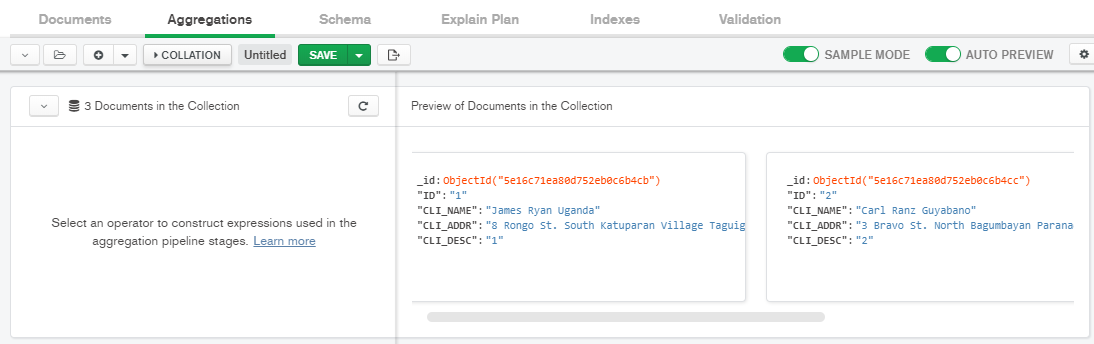 Documents Aggregations Schema Explain Plan Indexes Validation
COLLATION Untitled SAVE SAMPLE MODE AUTO PREVIEW
3 Documents in the Collection
Preview of Documents in the Collection
Select an operator to construct expressions used in the
aggregation pipeline stages. Learn more
_id: ObjectId("5e16c71ea80d752eb0c6b4cb")
"ID": "1"
"CLI_NAME": "James Ryan Uganda"
"CLI_ADDR": "8 Rongo St. South Katuparan Village Taguig
"CLI_DESC": "1"
_id: ObjectId("5e16c71ea80d752eb0c6b4cc")
"ID": "2"
"CLI_NAME": "Carl Ranz Guyabano"
"CLI_ADDR": "3 Bravo St. North Bagumbayan Parana
"CLI_DESC": "2"